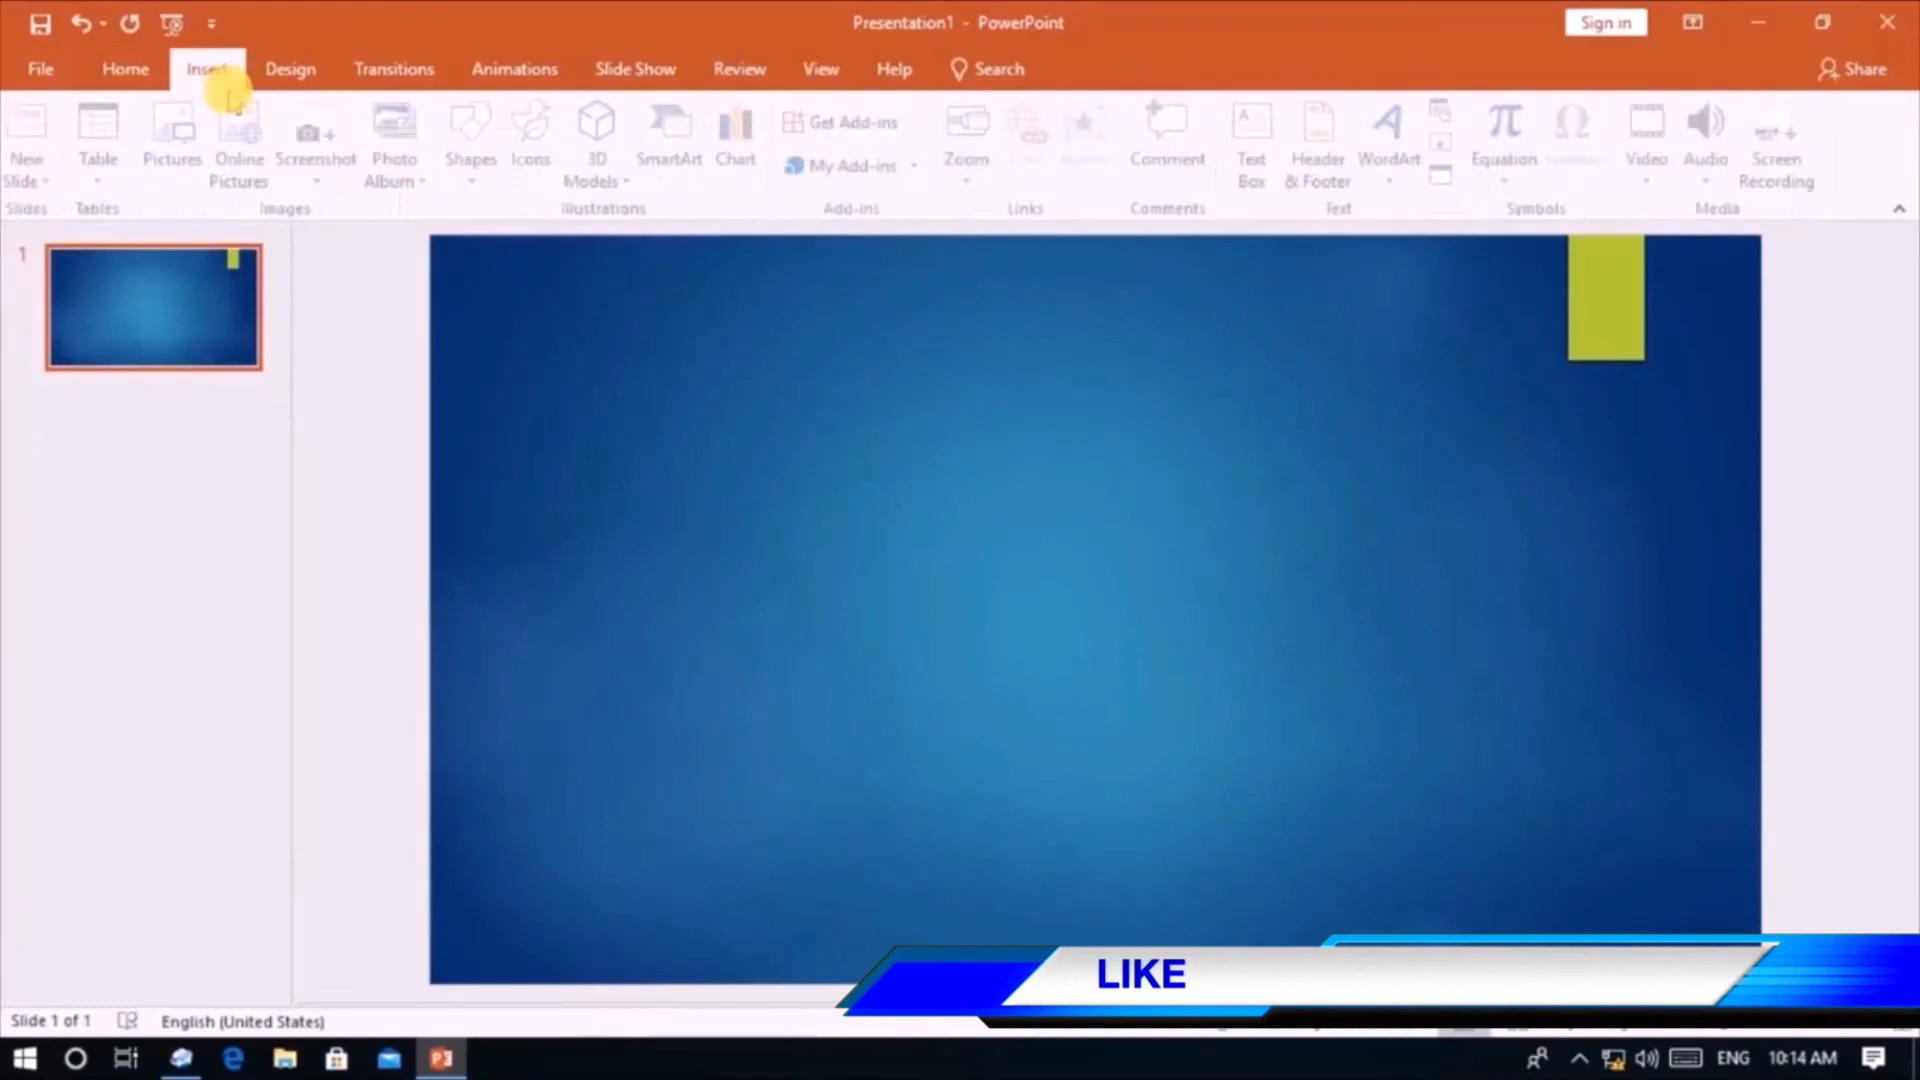 Presentation1 - PowerPoint
Sign in
File Home Insert Design Transitions Animations Slide Show Review View Help Search Share
New Slide
Table
Pictures
Online Pictures
Screenshot
Photo Album
Shapes
Icons
3D Models
SmartArt
Chart
Get Add-ins
My Add-ins
Zoom
Comment
Text Box
Header & Footer
WordArt
Equation
Video
Audio
Screen Recording
Slides Tables Images Illustrations Add-ins Links Comments Text Symbols Media
1
LIKE
Slide 1 of 1 English (United States)
ENG 10:14 AM